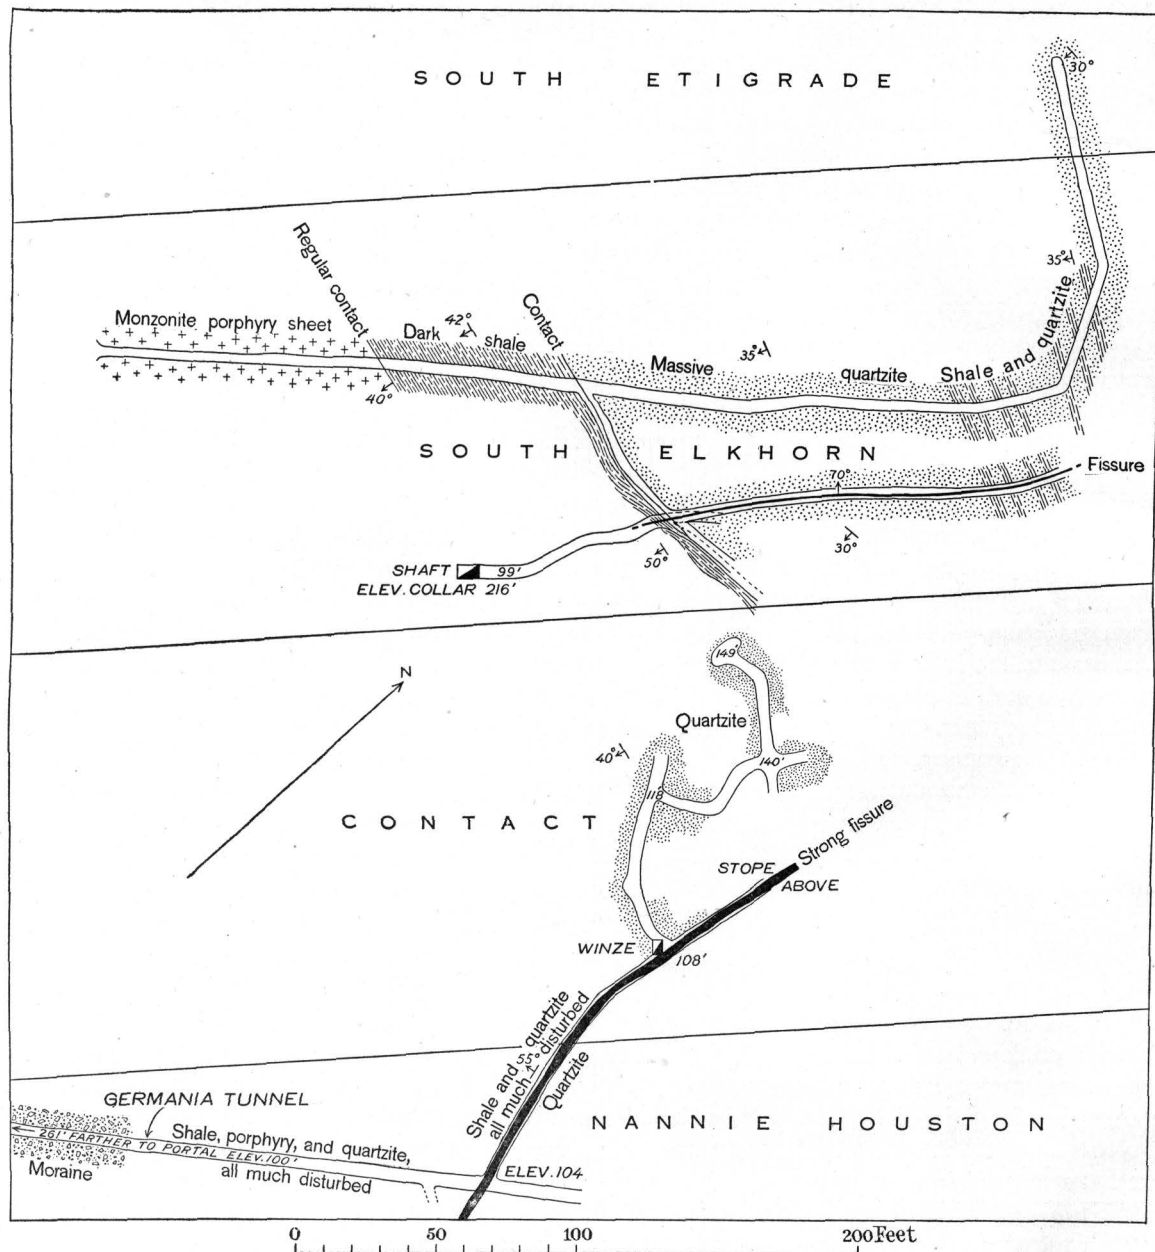 SOUTH ETIGRADE
30°
35°
Regular contact
Monzonite porphyry sheet
42°
Dark shale
Contact
35°
Massive quartzite
Shale and quartzite
40°
SOUTH ELKHORN
70°
Fissure
30°
50°
SHAFT
99'
ELEV. COLLAR 216'
N
149'
Quartzite
40°
140'
118'
CONTACT
Strong fissure
STOPE
ABOVE
WINZE
108'
Shale and quartzite
all much disturbed
55°
Quartzite
NANNIE HOUSTON
GERMANIA TUNNEL
261' FARTHER TO PORTAL ELEV. 100'
Shale, porphyry, and quartzite,
all much disturbed
Moraine
ELEV. 104
0 50 100 200 Feet